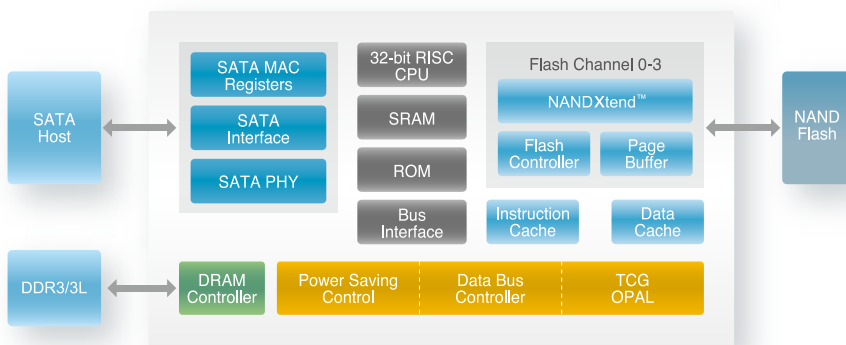 SATA
Host
SATA MAC
Registers
SATA
Interface
SATA PHY
32-bit RISC
CPU
SRAM
ROM
Bus
Interface
Flash Channel 0-3
NANDXtend™
Flash
Controller
Page
Buffer
Instruction
Cache
Data
Cache
NAND
Flash
DDR3/3L
DRAM
Controller
Power Saving
Control
Data Bus
Controller
TCG
OPAL